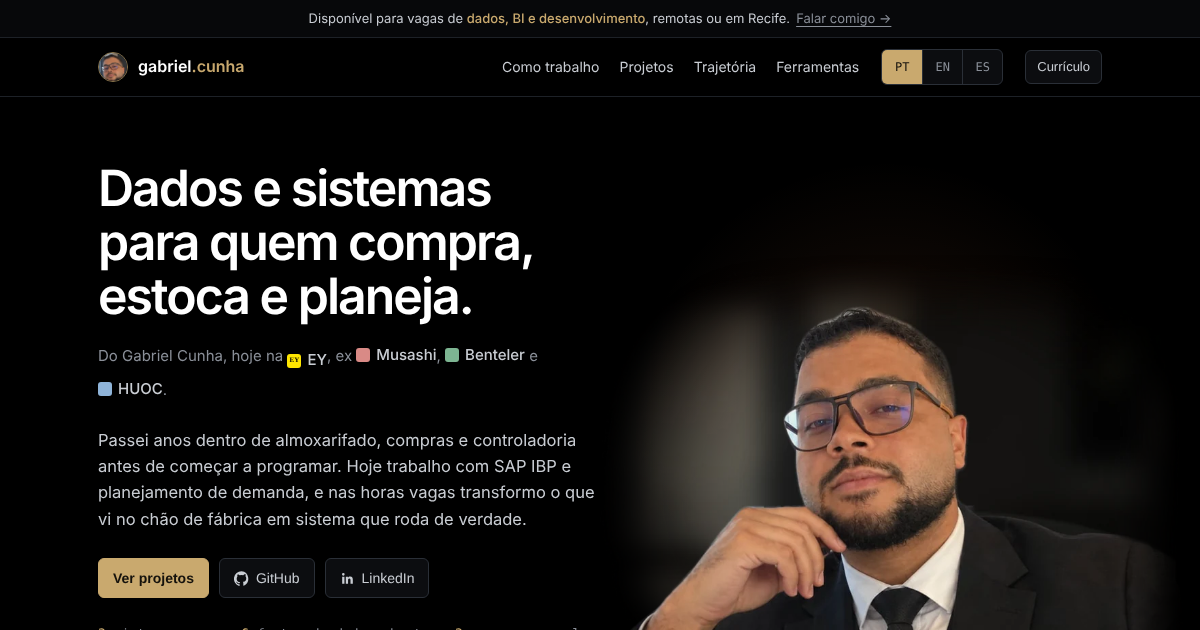 Disponível para vagas de dados, BI e desenvolvimento, remotas ou em Recife. Falar comigo →
gabriel.cunha
Como trabalho Projetos Trajetória Ferramentas PT EN ES Currículo
Dados e sistemas
para quem compra,
estoca e planeja.
Do Gabriel Cunha, hoje na EY EY, ex Musashi, Benteler e
HUOC.
Passei anos dentro de almoxarifado, compras e controladoria
antes de começar a programar. Hoje trabalho com SAP IBP e
planejamento de demanda, e nas horas vagas transformo o que
vi no chão de fábrica em sistema que roda de verdade.
Ver projetos GitHub LinkedIn